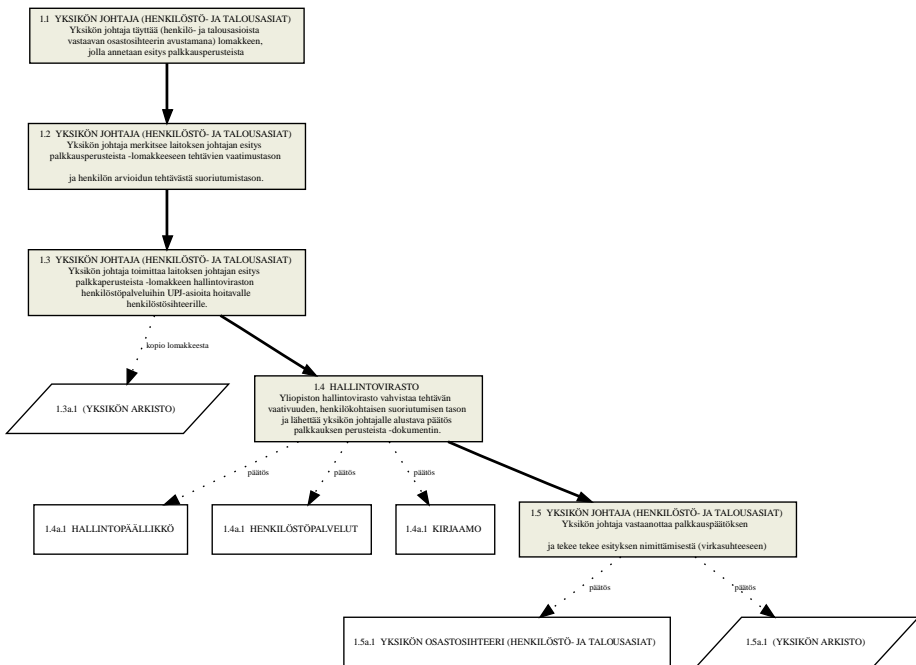 1.1 YKSIKÖN JOHTAJA (HENKILÖSTÖ- JA TALOUSASIAT)
Yksikön johtaja täyttää (henkilö- ja talousasioista
vastaavan osastosihteerin avustamana) lomakkeen,
jolla annetaan esitys palkkausperusteista
1.2 YKSIKÖN JOHTAJA (HENKILÖSTÖ- JA TALOUSASIAT)
Yksikön johtaja merkitsee laitoksen johtajan esitys
palkkausperusteista -lomakkeeseen tehtävien vaatimustason
ja henkilön arvioidun tehtävästä suoriutumistason.
1.3 YKSIKÖN JOHTAJA (HENKILÖSTÖ- JA TALOUSASIAT)
Yksikön johtaja toimittaa laitoksen johtajan esitys
palkkaperusteista -lomakkeen hallintoviraston
henkilöstöpalveluihin UPJ-asioita hoitavalle
henkilöstösihteerille.
kopio lomakkeesta
1.3a.1 (YKSIKÖN ARKISTO)
1.4 HALLINTOVIRASTO
Yliopiston hallintovirasto vahvistaa tehtävän
vaativuuden, henkilökohtaisen suoriutumisen tason
ja lähettää yksikön johtajalle alustava päätös
palkkauksen perusteista -dokumentin.
päätös
päätös
päätös
1.4a.1 HALLINTOPÄÄLLIKKÖ
1.4a.1 HENKILÖSTÖPALVELUT
1.4a.1 KIRJAAMO
1.5 YKSIKÖN JOHTAJA (HENKILÖSTÖ- JA TALOUSASIAT)
Yksikön johtaja vastaanottaa palkkauspäätöksen
ja tekee tekee esityksen nimittämisestä (virkasuhteeseen)
päätös
päätös
1.5a.1 YKSIKÖN OSASTOSIHTEERI (HENKILÖSTÖ- JA TALOUSASIAT)
1.5a.1 (YKSIKÖN ARKISTO)